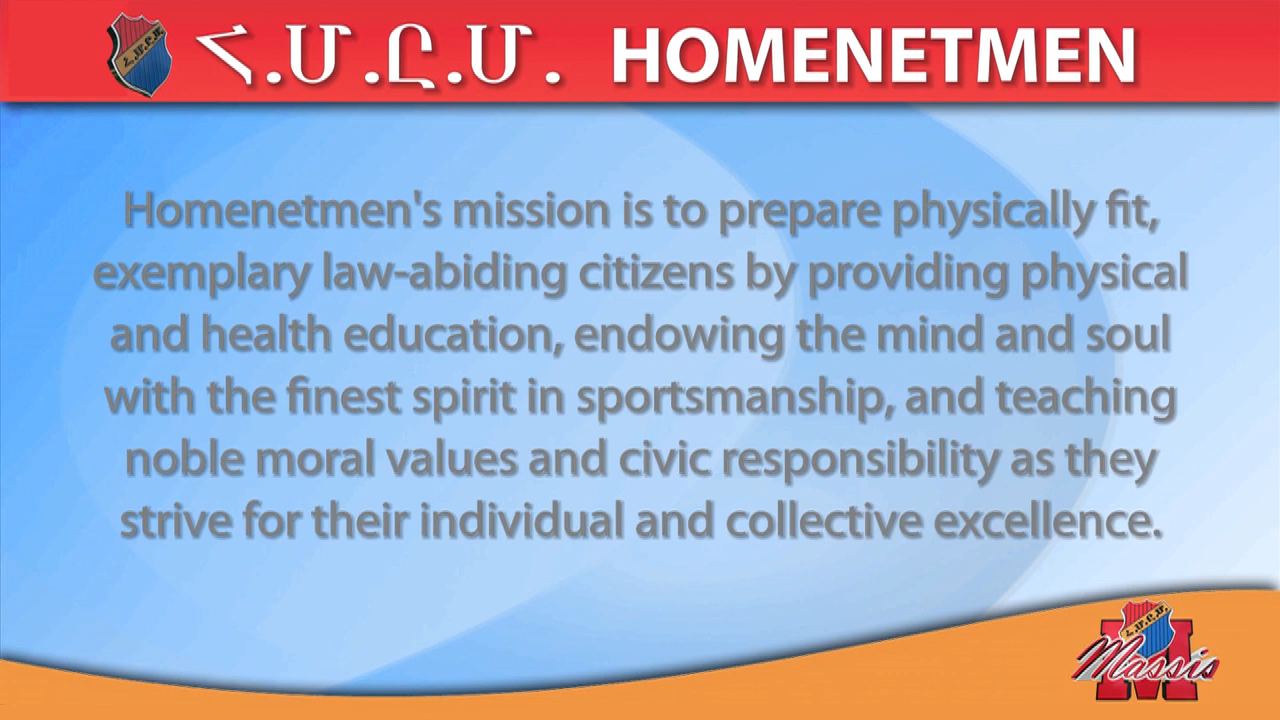 Հ.Մ.Ը.Մ. HOMENETMEN
Homenetmen's mission is to prepare physically fit,
exemplary law-abiding citizens by providing physical
and health education, endowing the mind and soul
with the finest spirit in sportsmanship, and teaching
noble moral values and civic responsibility as they
strive for their individual and collective excellence.
Հ.Մ.Ը.Մ.
M
Massis